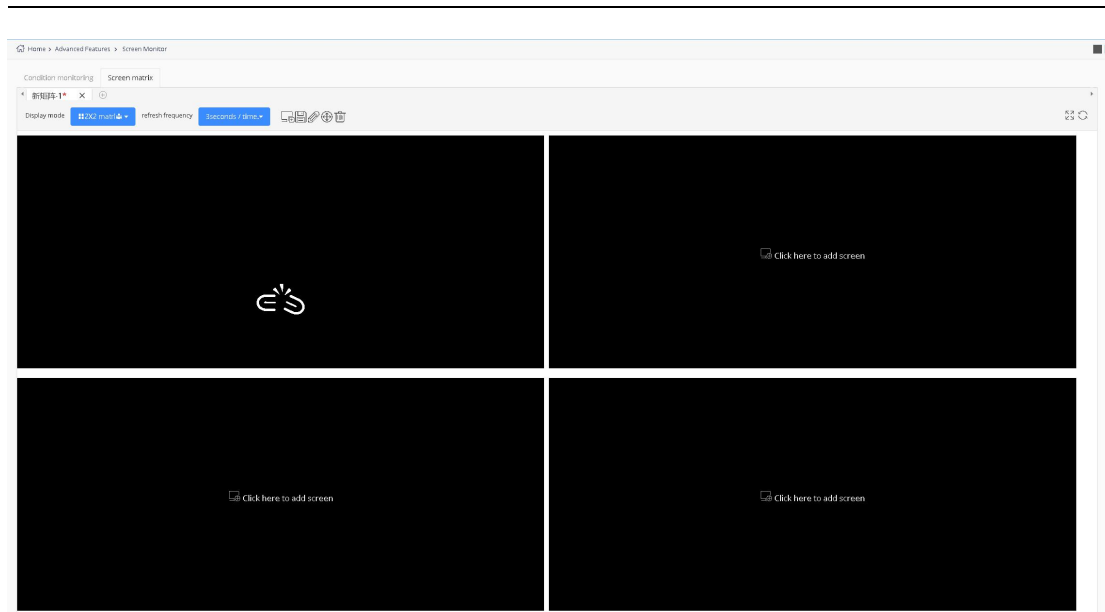 Home > Advanced Features > Screen Monitor
Condition monitoring Screen matrix
新矩阵-1* ×
Display mode 2X2 matri refresh frequency 3seconds / time.
Click here to add screen
Click here to add screen
Click here to add screen